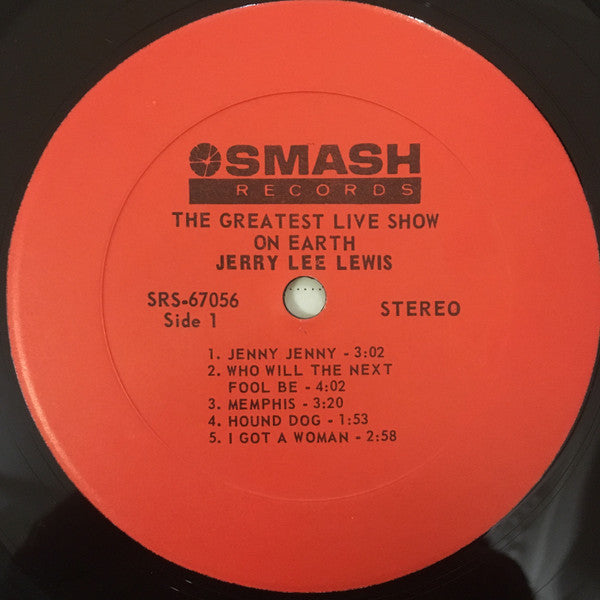 SMASH
RECORDS
THE GREATEST LIVE SHOW
ON EARTH
JERRY LEE LEWIS
SRS-67056
Side 1
STEREO
1. JENNY JENNY - 3:02
2. WHO WILL THE NEXT
FOOL BE - 4:02
3. MEMPHIS - 3:20
4. HOUND DOG - 1:53
5. I GOT A WOMAN - 2:58